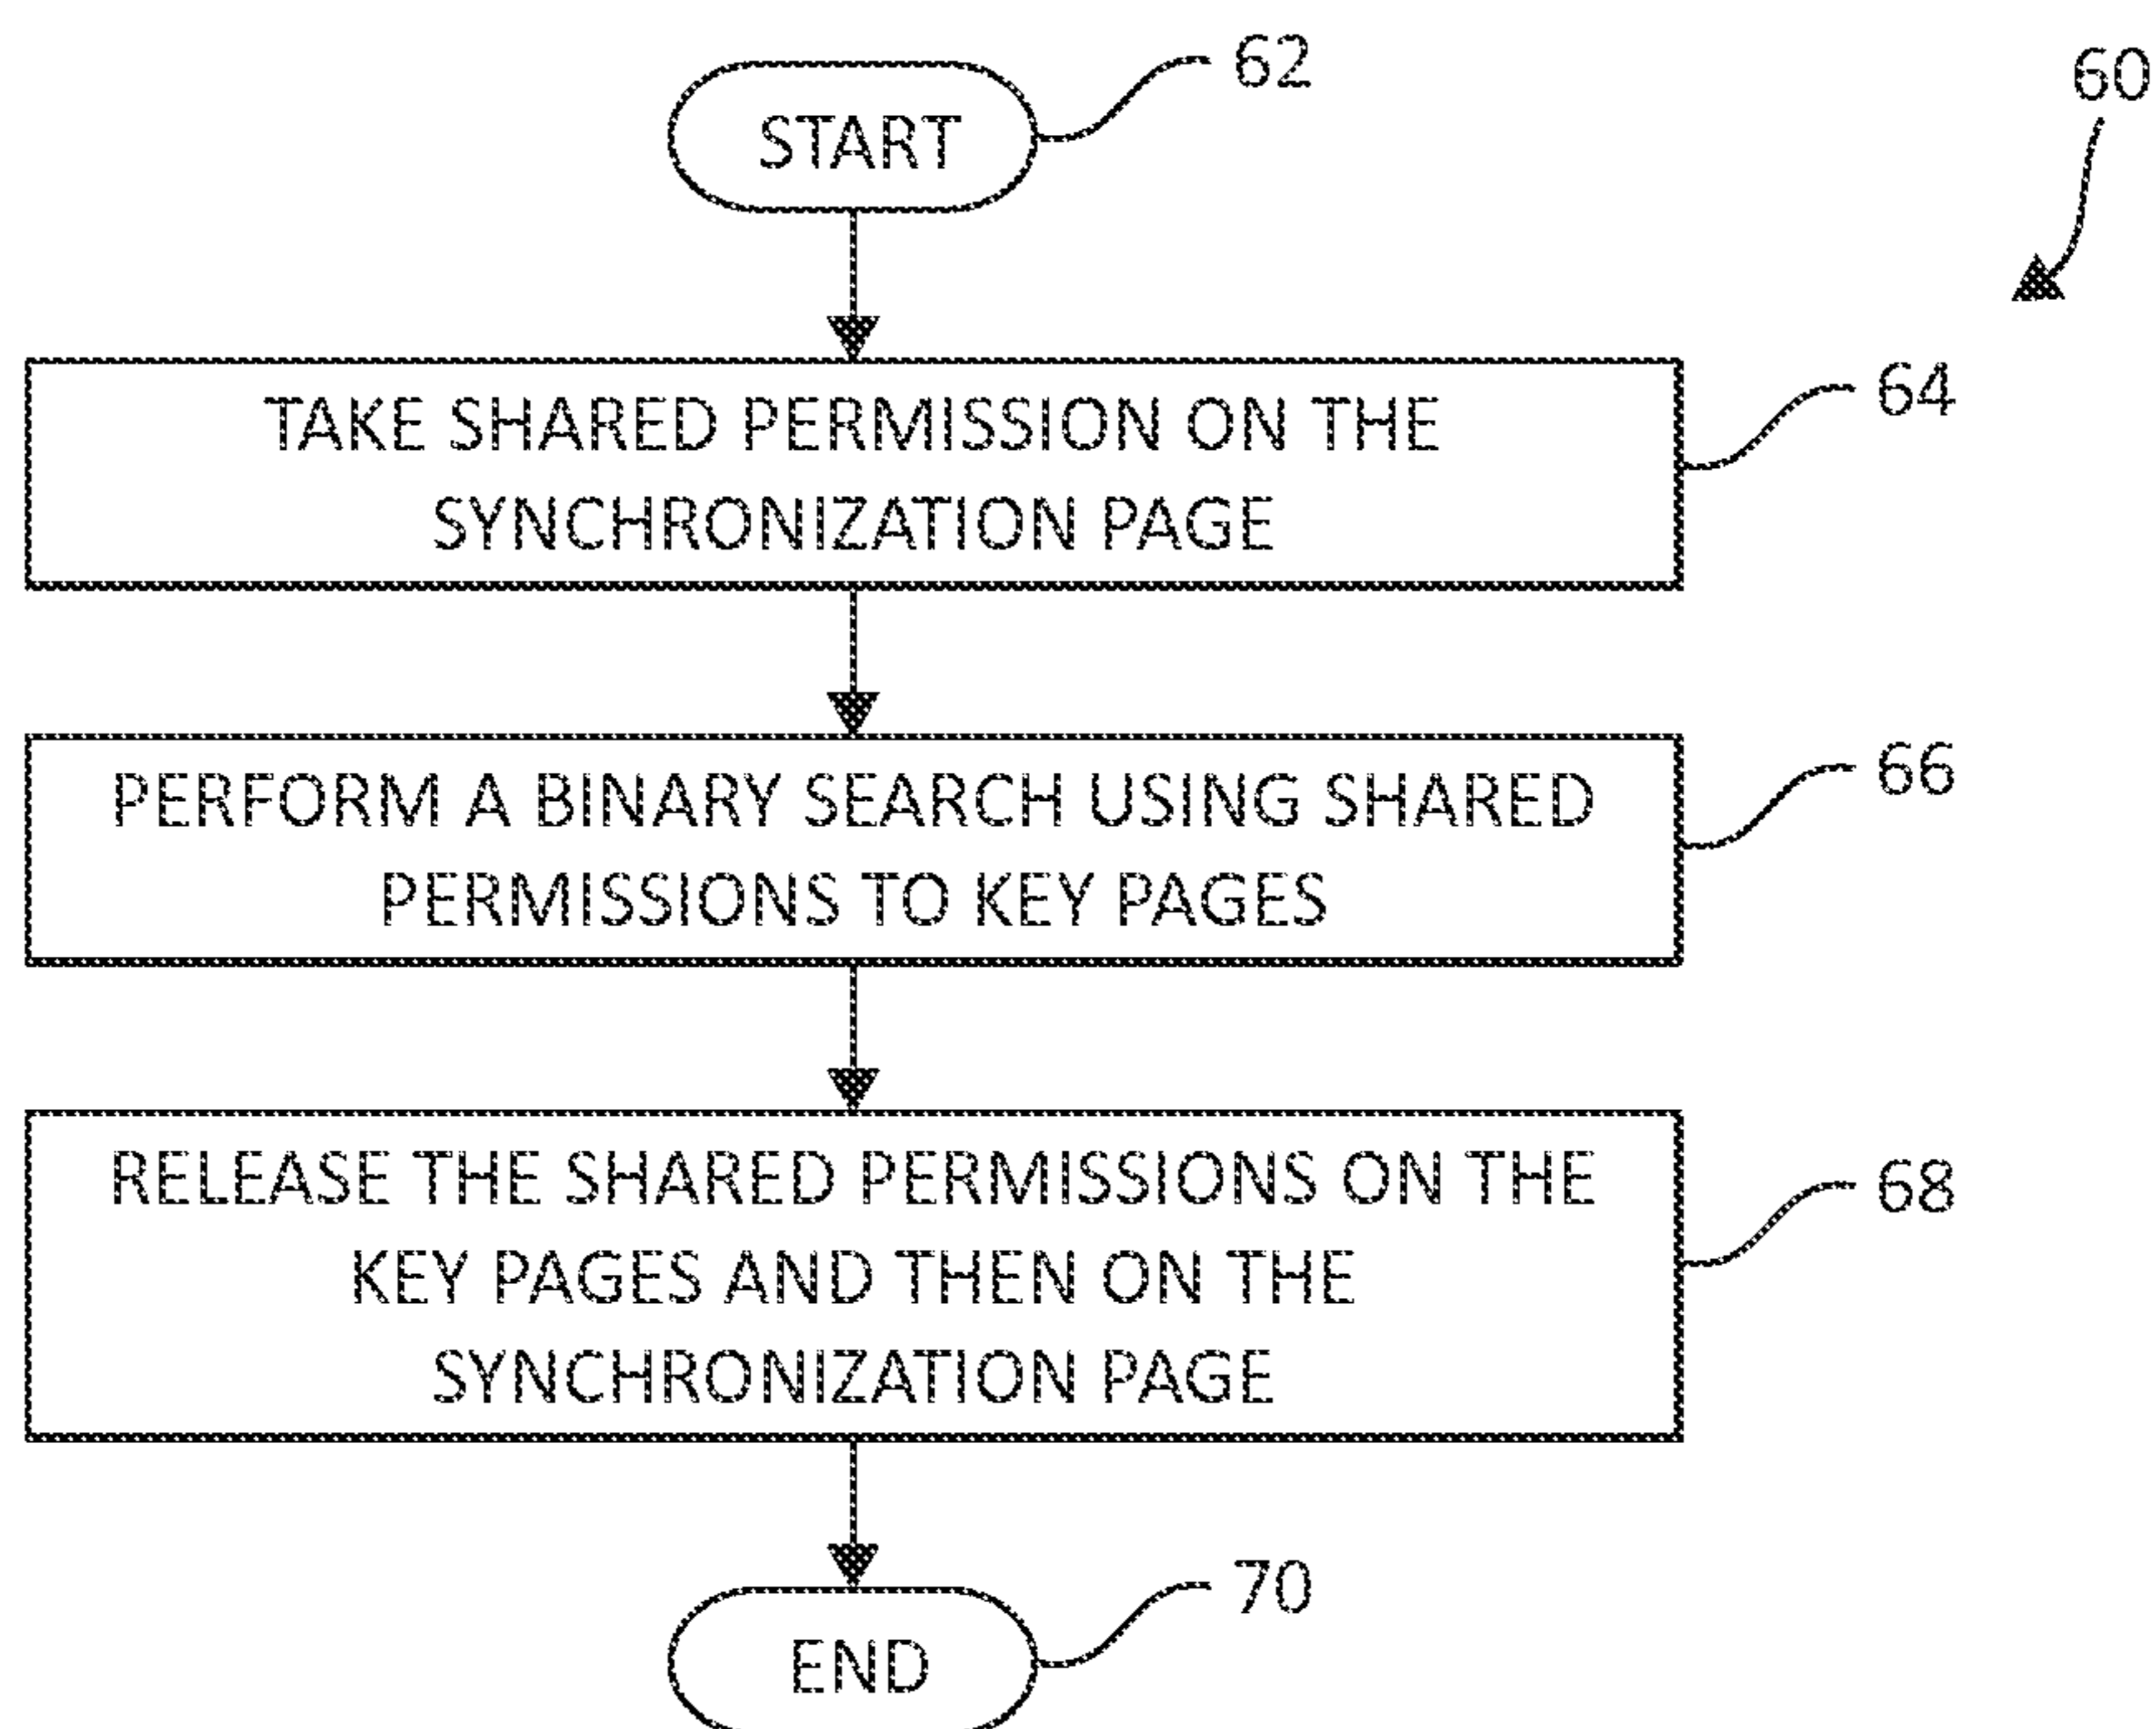 62
60
START
64
TAKE SHARED PERMISSION ON THE
SYNCHRONIZATION PAGE
66
PERFORM A BINARY SEARCH USING SHARED
PERMISSIONS TO KEY PAGES
68
RELEASE THE SHARED PERMISSIONS ON THE
KEY PAGES AND THEN ON THE
SYNCHRONIZATION PAGE
70
END